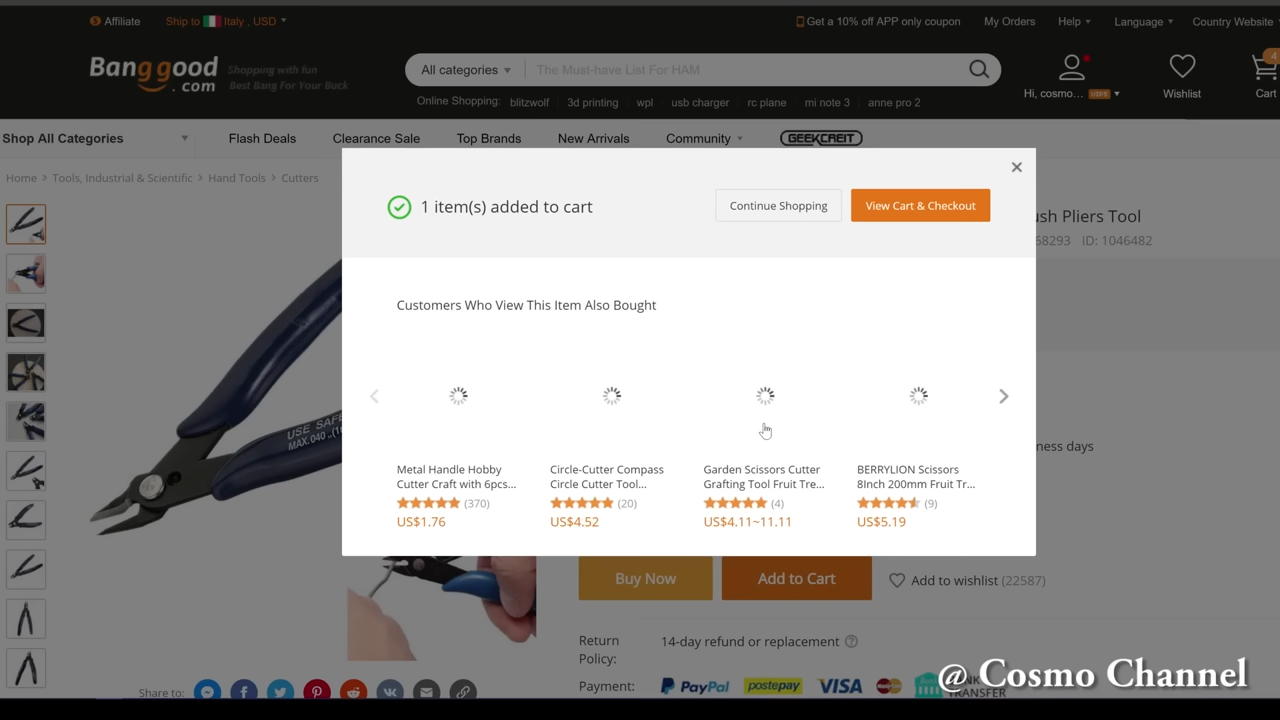 Affiliate
Ship to Italy , USD
Get a 10% off APP only coupon
My Orders
Help
Language
Country Website
Banggood
.com
Shopping with fun
Best Bang For Your Buck
All categories
The Must-have List For HAM
Online Shopping:
blitzwolf
3d printing
wpl
usb charger
rc plane
mi note 3
anne pro 2
Hi, cosmo...
Wishlist
Cart
4
Shop All Categories
Flash Deals
Clearance Sale
Top Brands
New Arrivals
Community
GEEKCREIT
Home > Tools, Industrial & Scientific > Hand Tools > Cutters
1 item(s) added to cart
Continue Shopping
View Cart & Checkout
ush Pliers Tool
68293 ID: 1046482
Customers Who View This Item Also Bought
USE SAFE
MAX.040
ness days
Metal Handle Hobby
Cutter Craft with 6pcs...
(370)
US$1.76
Circle-Cutter Compass
Circle Cutter Tool...
(20)
US$4.52
Garden Scissors Cutter
Grafting Tool Fruit Tre...
(4)
US$4.11~11.11
BERRYLION Scissors
8Inch 200mm Fruit Tr...
(9)
US$5.19
Buy Now
Add to Cart
Add to wishlist (22587)
Return
Policy:
14-day refund or replacement
Share to:
Payment:
PayPal
postepay
VISA
BANK
TRANSFER
@ Cosmo Channel